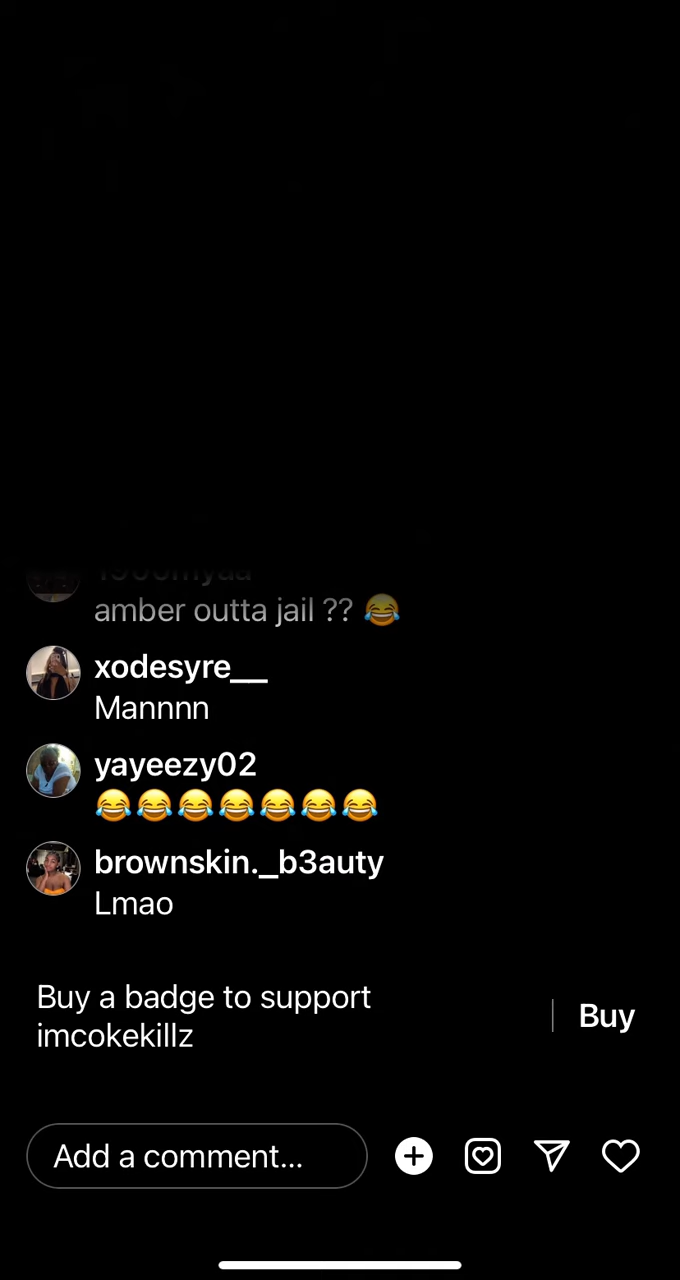 amber outta jail ?? 😂
xodesyre__
Mannnn
yayeezy02
😂😂😂😂😂😂😂
brownskin._b3auty
Lmao
Buy a badge to support
imcokekillz
Buy
Add a comment...